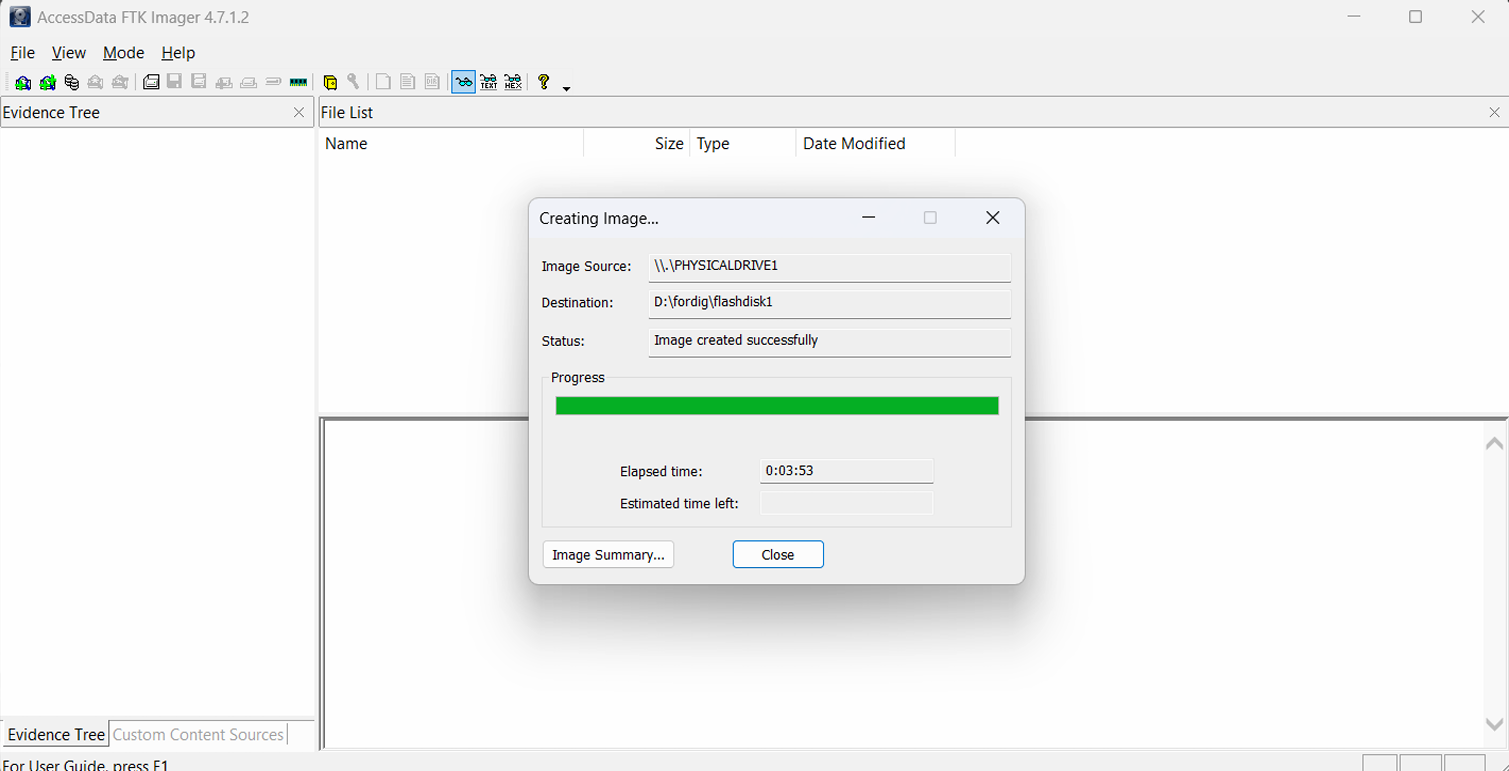 AccessData FTK Imager 4.7.1.2
File View Mode Help
TEXT HEX
Evidence Tree
File List
Name Size Type Date Modified
Creating Image...
Image Source: \\.\PHYSICALDRIVE1
Destination: D:\fordig\flashdisk1
Status: Image created successfully
Progress
Elapsed time: 0:03:53
Estimated time left:
Image Summary... Close
Evidence Tree Custom Content Sources
For User Guide, press F1